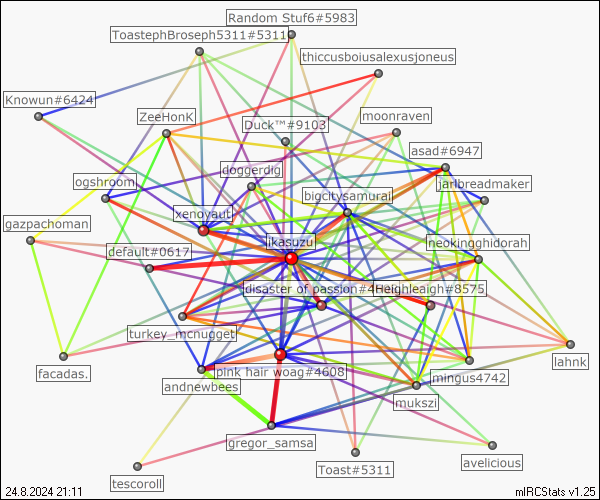 Random Stuf6#5983
ToastephBroseph5311#5311
thiccusboiusalexusjoneus
Knowun#6424
ZeeHonK
moonraven
Duck™#9103
asad#6947
doggerdig
ogshroom
jarlbreadmaker
bigcitysamurai
xenoyaut
gazpachoman
ikasuzu
neokingghidorah
default#0617
disaster of passion#4
Heighleaigh#8575
turkey_mcnugget
lahnk
facadas.
pink hair woag#4608
mingus4742
andnewbees
mukszi
gregor_samsa
avelicious
Toast#5311
tescoroll
24.8.2024 21:11
mIRCStats v1.25